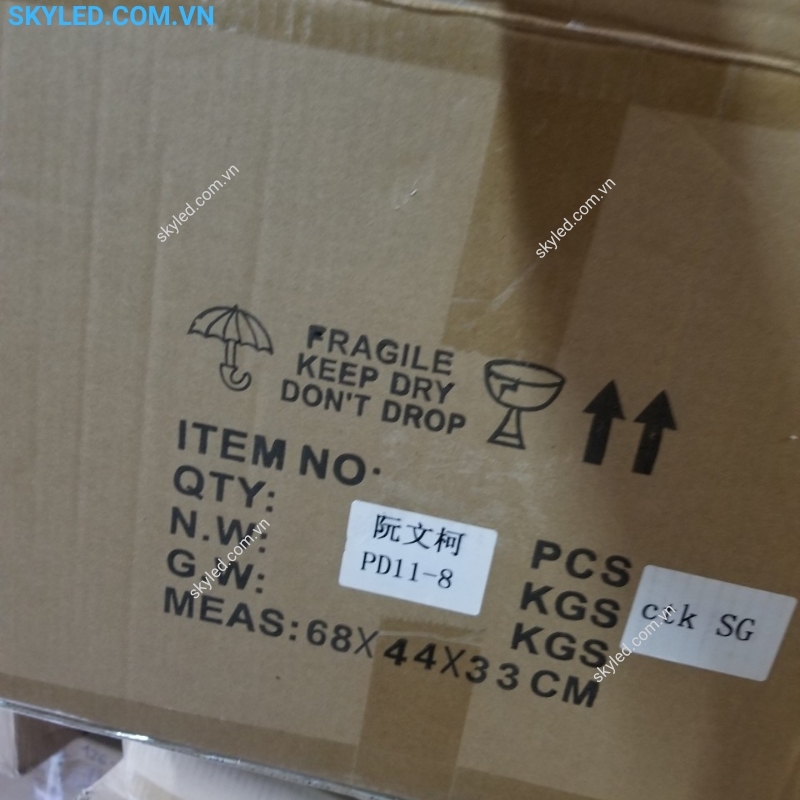 SKYLED.COM.VN
skyled.com.vn
skyled.com.vn
FRAGILE
KEEP DRY
DON'T DROP
ITEM NO.
QTY: PCS
N.W: KGS
G.W: KGS
MEAS: 68X44X33CM
阮文柯
PD11-8
ctk SG
skyled.com.vn
skyled.com.vn